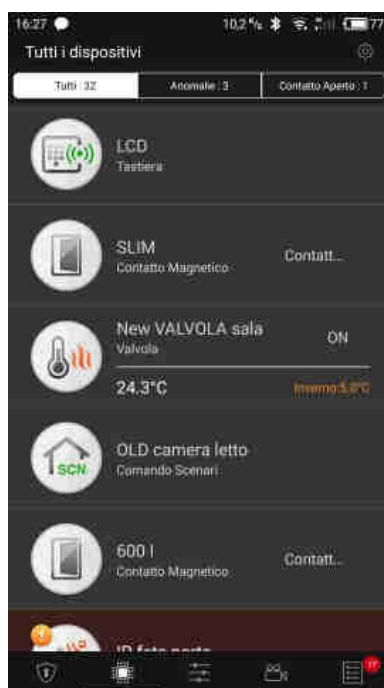 16:27
10,2 77
Tutti i dispositivi
Tutti : 32
Anomalie : 3
Contatto Aperto : 1
LCD
Tastiera
SLIM
Contatto Magnetico
Contatt...
New VALVOLA sala
Valvola
ON
24.3°C
Inverno:5.0°C
OLD camera letto
Comando Scenari
SCN
600 I
Contatto Magnetico
Contatt...